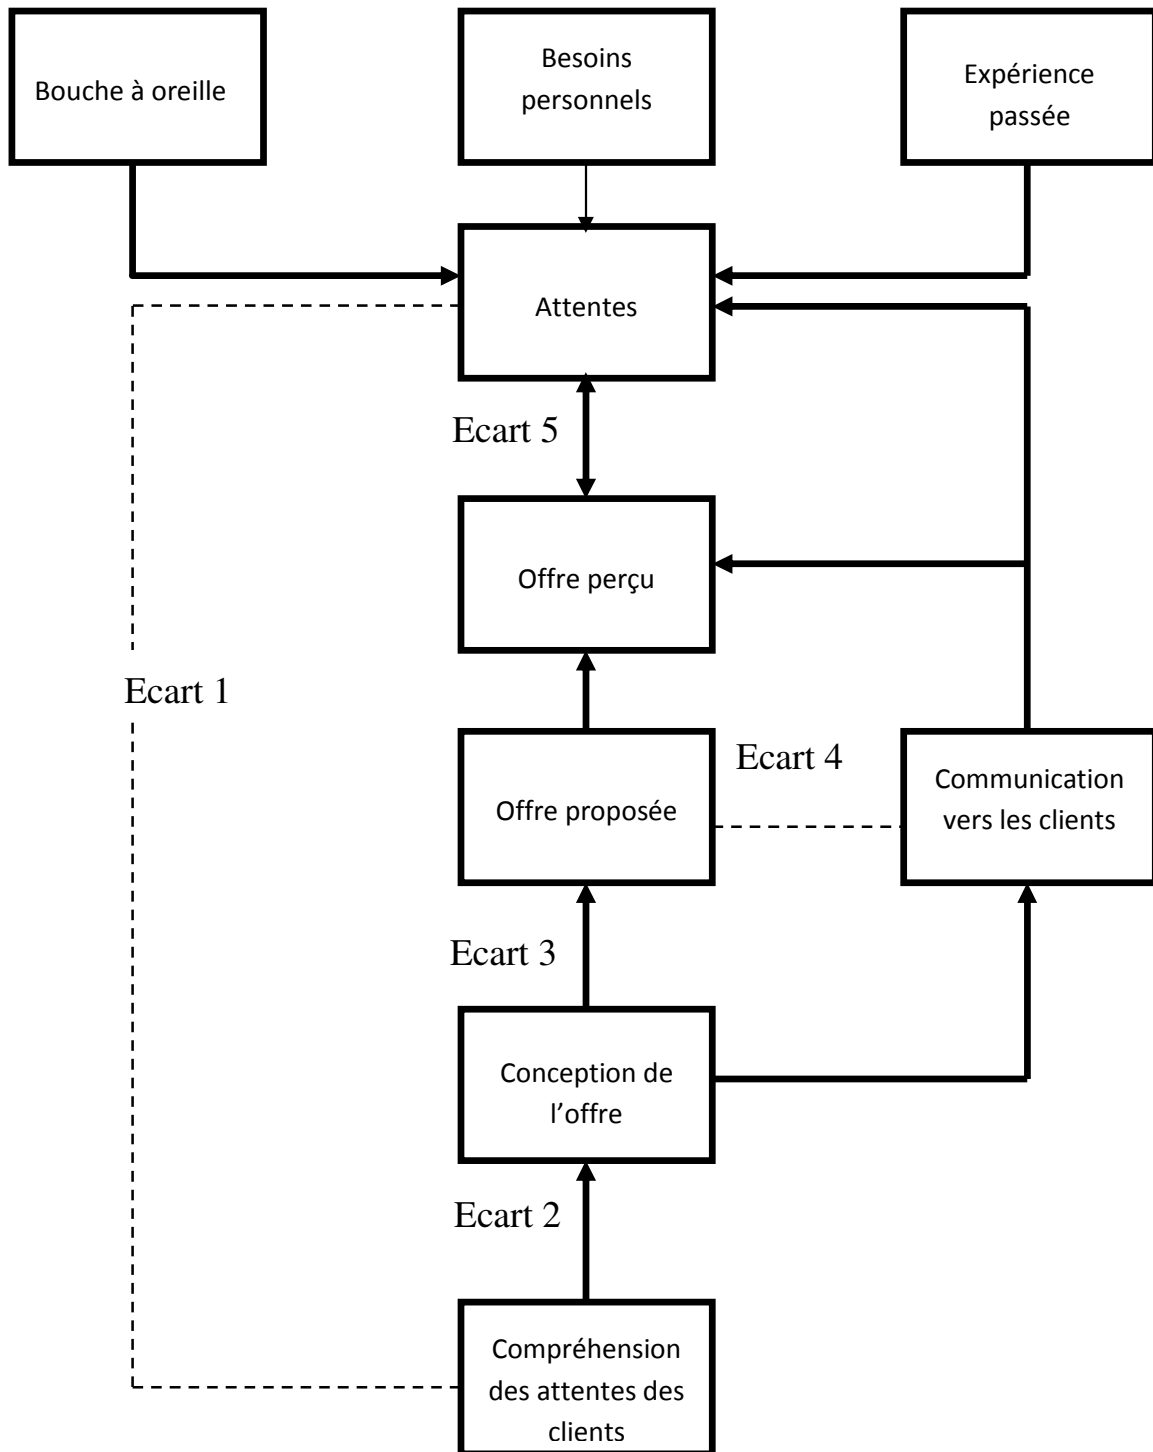 Bouche à oreille
Besoins
personnels
Expérience
passée
Attentes
Ecart 5
Offre perçu
Ecart 1
Ecart 4
Offre proposée
Communication
vers les clients
Ecart 3
Conception de
l’offre
Ecart 2
Compréhension
des attentes des
clients